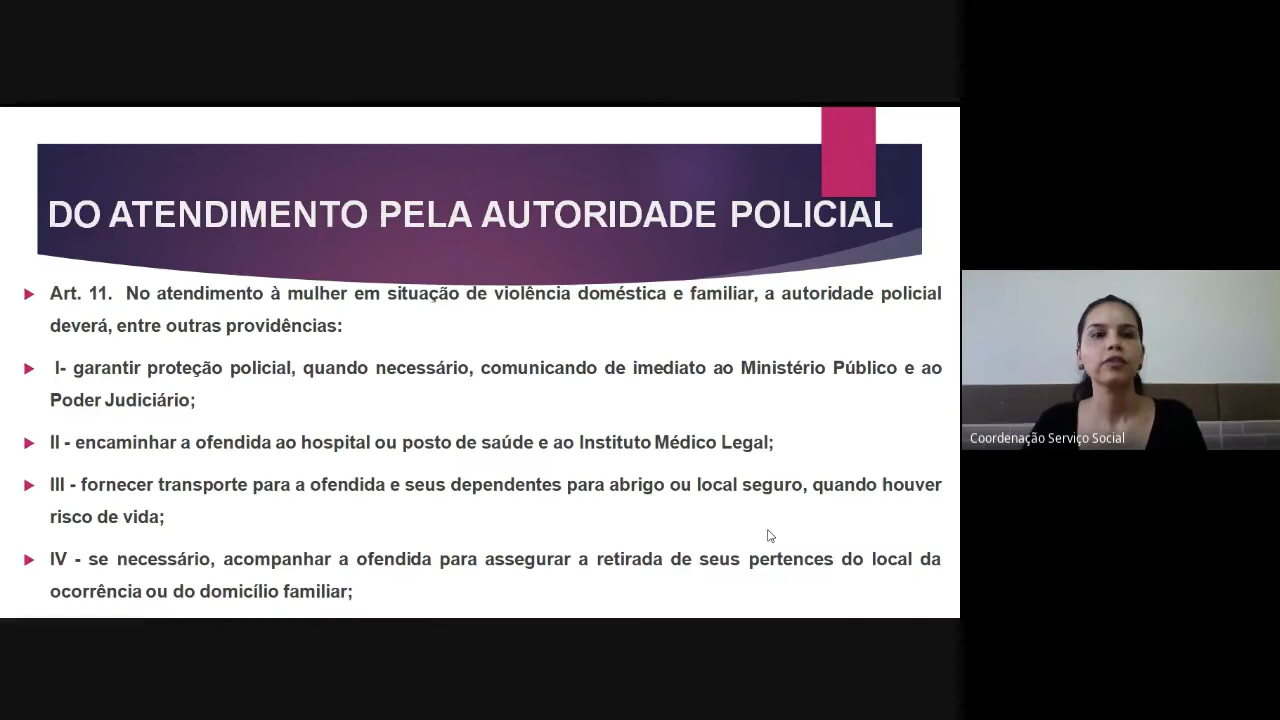 DO ATENDIMENTO PELA AUTORIDADE POLICIAL
Art. 11. No atendimento à mulher em situação de violência doméstica e familiar, a autoridade policial
deverá, entre outras providências:
I- garantir proteção policial, quando necessário, comunicando de imediato ao Ministério Público e ao
Poder Judiciário;
II - encaminhar a ofendida ao hospital ou posto de saúde e ao Instituto Médico Legal;
III - fornecer transporte para a ofendida e seus dependentes para abrigo ou local seguro, quando houver
risco de vida;
IV - se necessário, acompanhar a ofendida para assegurar a retirada de seus pertences do local da
ocorrência ou do domicílio familiar;
Coordenação Serviço Social